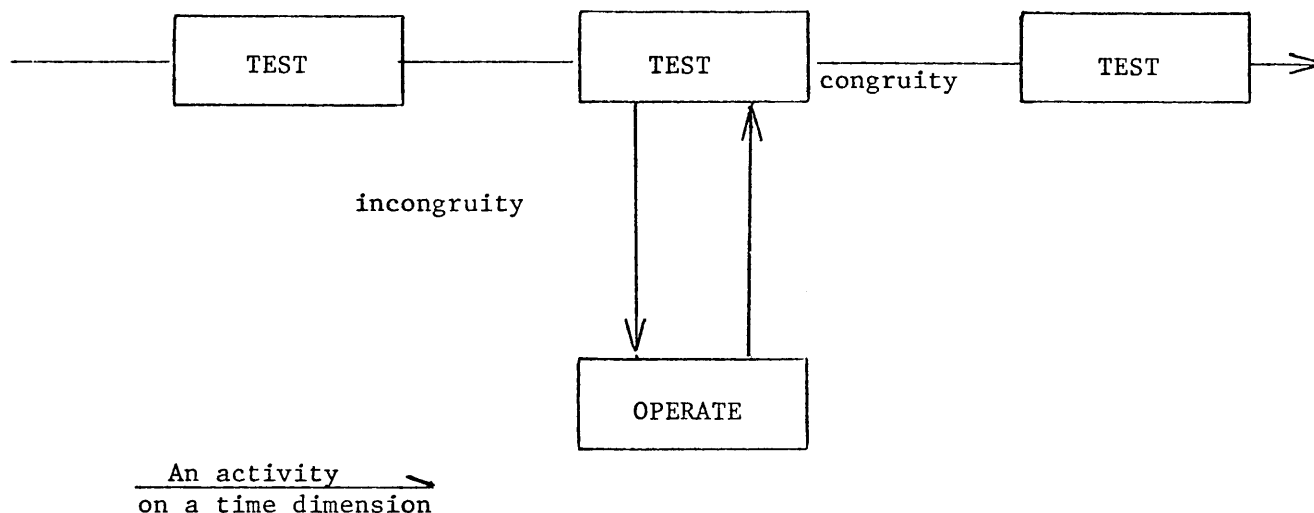 TEST
TEST
TEST
congruity
incongruity
OPERATE
An activity
on a time dimension